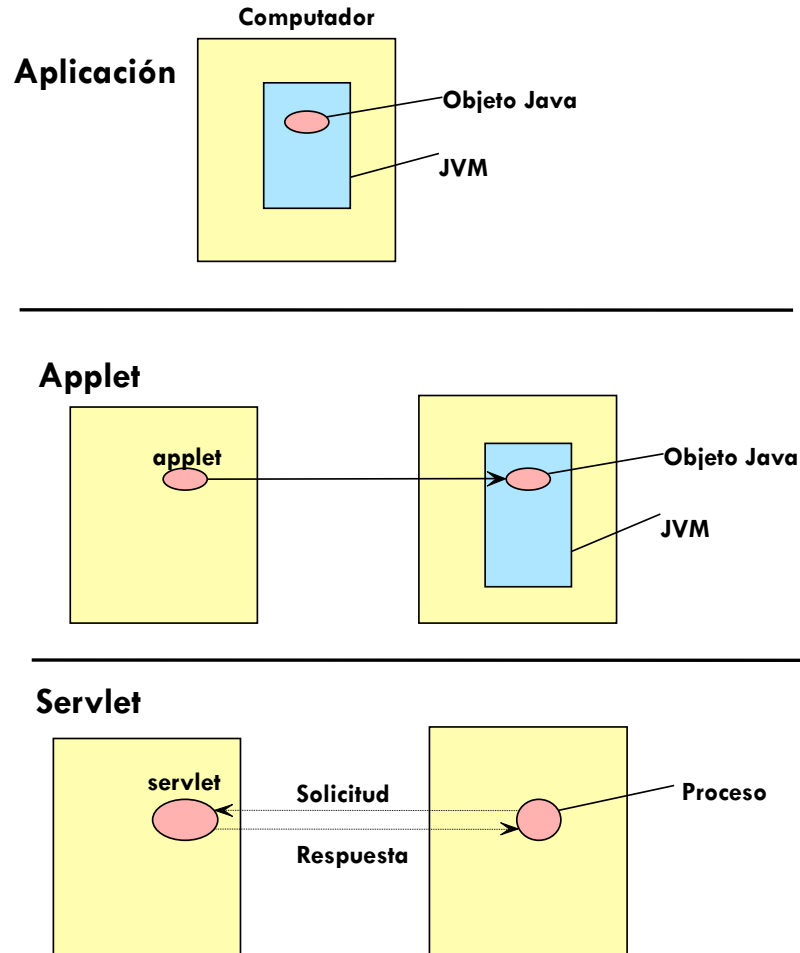 Computador
Aplicación
Objeto Java
JVM
Applet
applet
Objeto Java
JVM
Servlet
servlet
Solicitud
Proceso
Respuesta